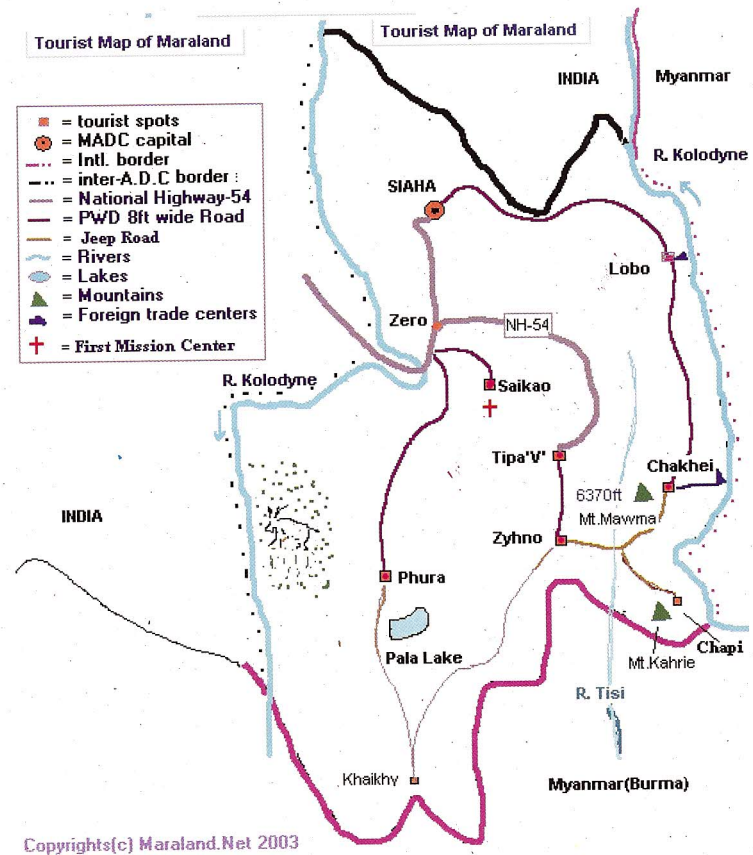 Tourist Map of Maraland
Tourist Map of Maraland
INDIA
Myanmar
= tourist spots
= MADC capital
= Intl. border
= inter-A.D.C border :
= National Highway-54
= PWD 8ft wide Road
= Jeep Road
= Rivers
= Lakes
= Mountains
= Foreign trade centers
= First Mission Center
R. Kolodyne
SIAHA
Lobo
Zero
NH-54
R. Kolodyne
Saikao
Tipa'V'
Chakhei
6370ft
Mt.Mawma
INDIA
Zyhno
Phura
Pala Lake
Chapi
Mt.Kahrie
R. Tisi
Khaikhy
Myanmar(Burma)
Copyrights(c) Maraland.Net 2003